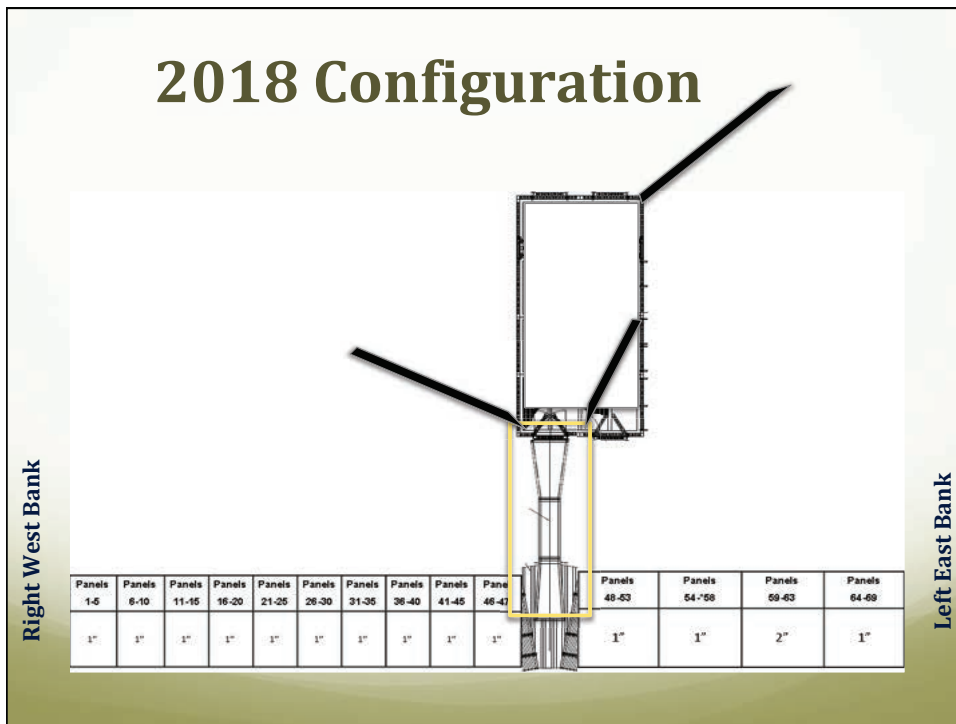 2018 Configuration
Right West Bank
Left East Bank
Panels Panels Panels Panels Panels Panels Panels Panels Panels Pane Panels Panels Panels Panels
1-5 6-10 11-15 16-20 21-25 26-30 31-35 36-40 41-45 46-47 48-53 54-"58 59-63 64-69
1" 1" 1" 1" 1" 1" 1" 1" 1" 1" 1" 1" 2" 1"